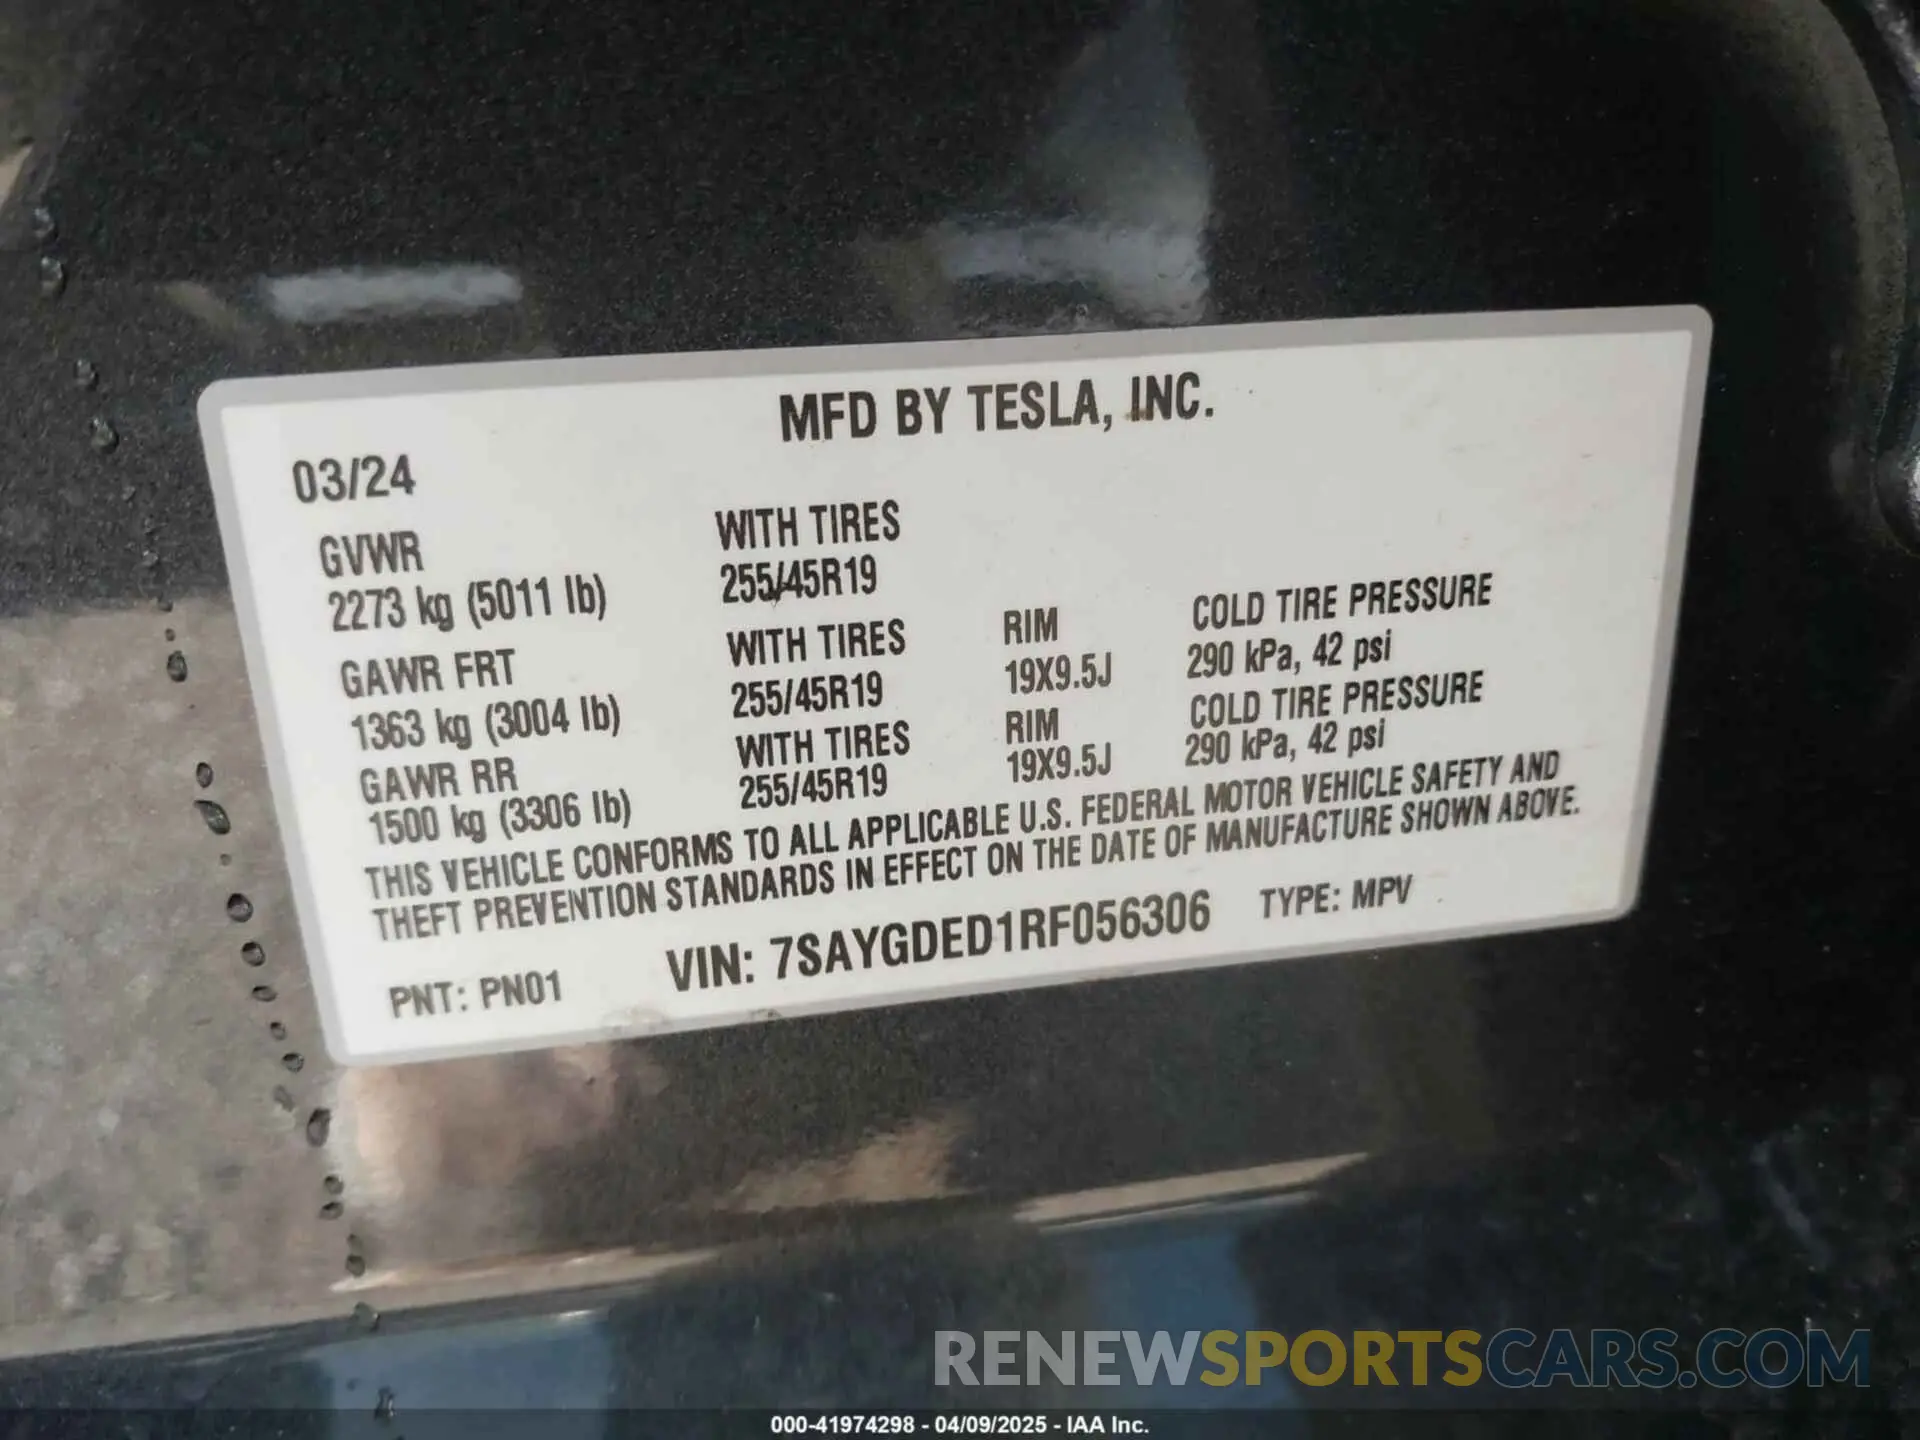 MFD BY TESLA, INC.
03/24
GVWR WITH TIRES
2273 kg (5011 lb) 255/45R19
GAWR FRT WITH TIRES RIM COLD TIRE PRESSURE
1363 kg (3004 lb) 255/45R19 19X9.5J 290 kPa, 42 psi
GAWR RR WITH TIRES RIM COLD TIRE PRESSURE
1500 kg (3306 lb) 255/45R19 19X9.5J 290 kPa, 42 psi
THIS VEHICLE CONFORMS TO ALL APPLICABLE U.S. FEDERAL MOTOR VEHICLE SAFETY AND
THEFT PREVENTION STANDARDS IN EFFECT ON THE DATE OF MANUFACTURE SHOWN ABOVE.
PNT: PN01 VIN: 7SAYGDED1RF056306 TYPE: MPV
RENEWSPORTSCARS.COM
000-41974298 - 04/09/2025 - IAA Inc.